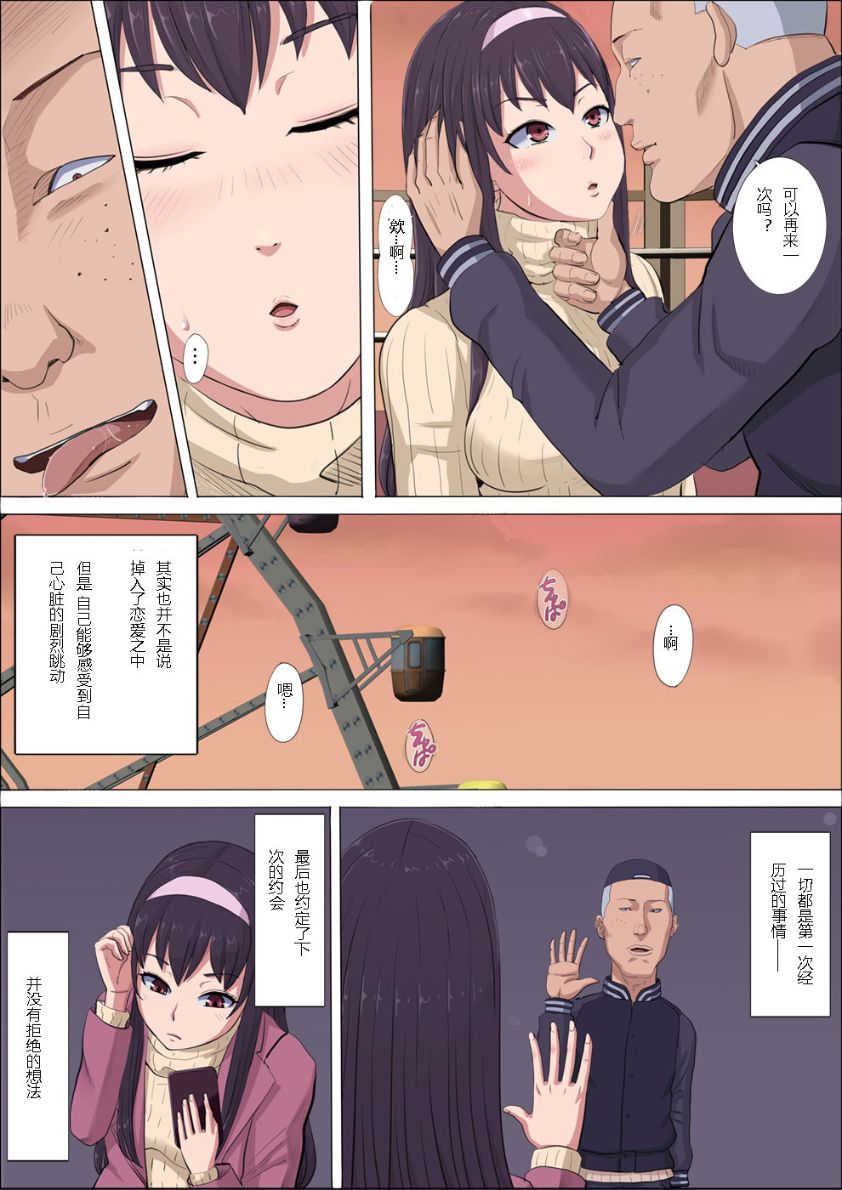 可以再来一
次吗?
欸…啊…
…
其实也并不是说
掉入了恋爱之中
但是自己能够感受到自
己心脏的剧烈跳动
ちゅぱ
…啊
嗯…
ちゅぱ
一切都是第一次经
历过的事情——
最后也约定了下
次的约会
并没有拒绝的想法